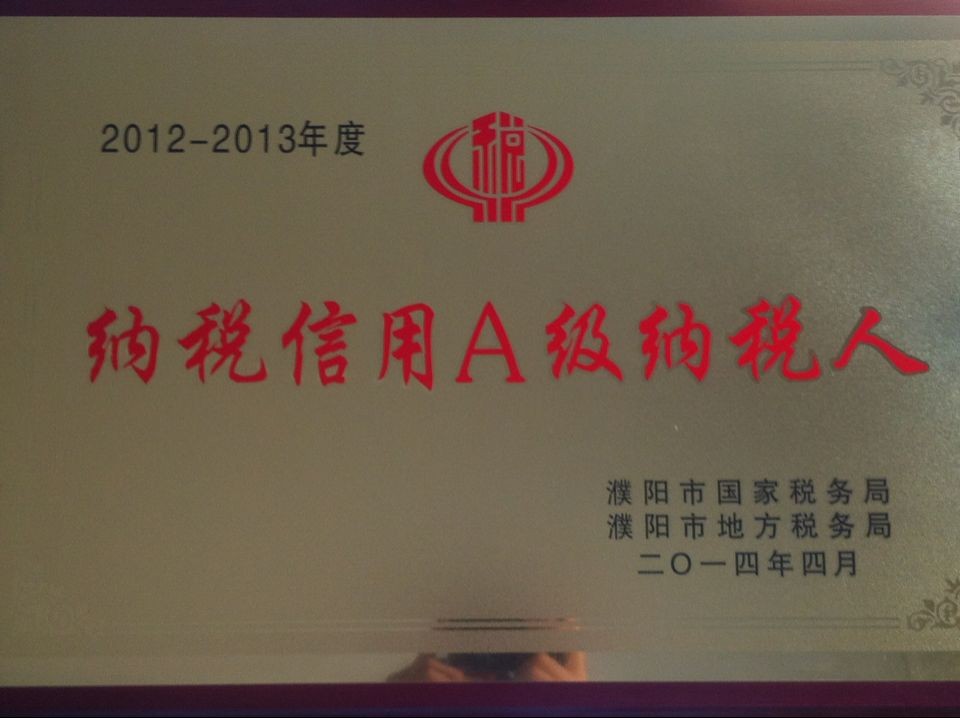 2012-2013年度
税
纳税信用A级纳税人
濮阳市国家税务局
濮阳市地方税务局
二〇一四年四月